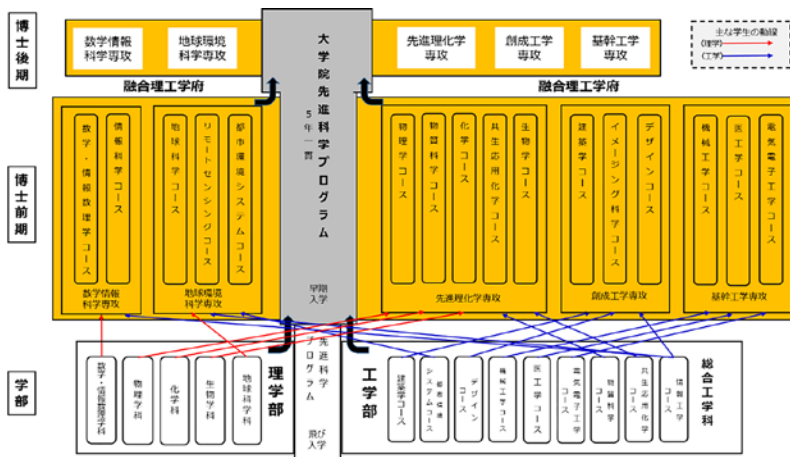 博士後期
数学情報
科学専攻
地球環境
科学専攻
先進理化学
専攻
創成工学
専攻
基幹工学
専攻
主な学生の動線
(理学)
(工学)
融合理工学府
融合理工学府
大学院先進科学プログラム
5年一貫
早期
入学
博士前期
数学・情報数理学コース
情報科学コース
数学情報
科学専攻
地球科学コース
リモートセンシングコース
都市環境システムコース
地球環境
科学専攻
物理学コース
物質科学コース
化学コース
共生応用化学コース
生物学コース
先進理化学専攻
建築学コース
イメージング科学コース
デザインコース
創成工学専攻
機械工学コース
医工学コース
電気電子工学コース
基幹工学専攻
学部
数学・情報数理学科
物理学科
化学科
生物学科
地球科学科
理学部
先進科学
プログラム
飛び
入学
工学部
建築学コース
都市環境
システムコース
デザイン
コース
機械工学コース
医工学コース
電気電子工学
コース
物質科学
コース
共生応用化学
コース
情報工学
コース
総合工学科